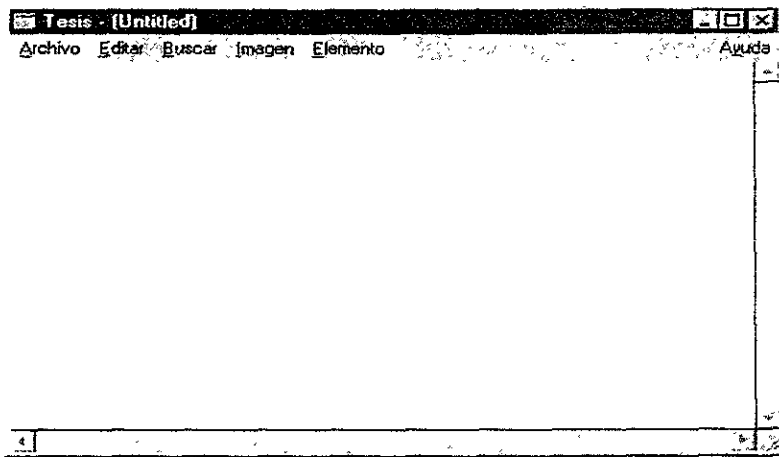 Tesis - [Untitled]
Archivo Editar Buscar Imagen Elemento Ayuda